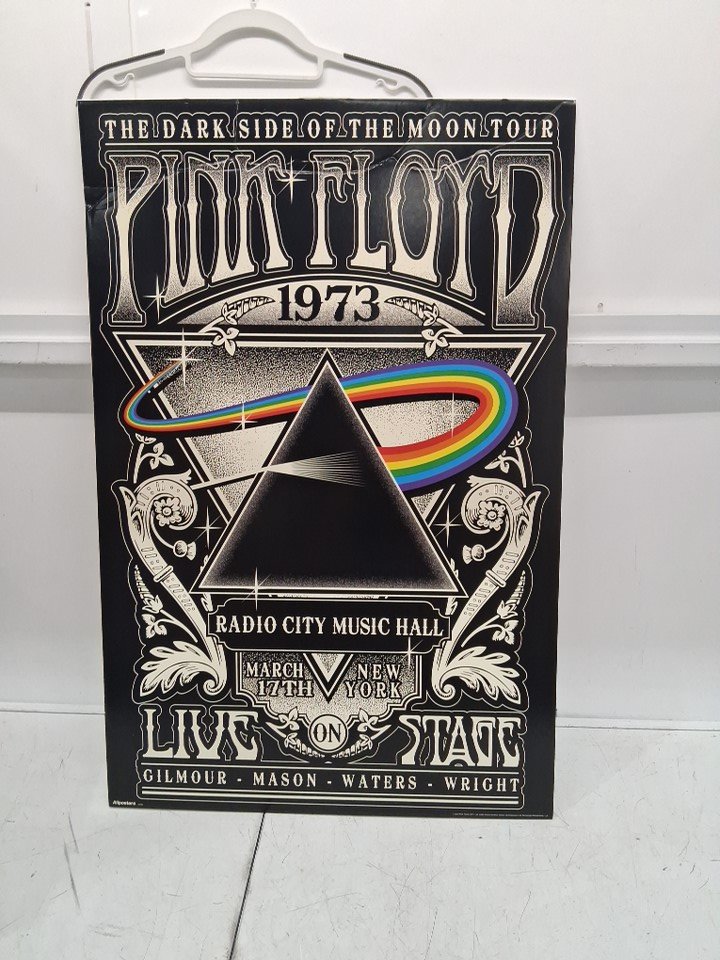 THE DARK SIDE OF THE MOON TOUR
PINK FLOYD
1973
RADIO CITY MUSIC HALL
MARCH 17TH
NEW YORK
LIVE ON STAGE
GILMOUR - MASON - WATERS - WRIGHT
Allposters